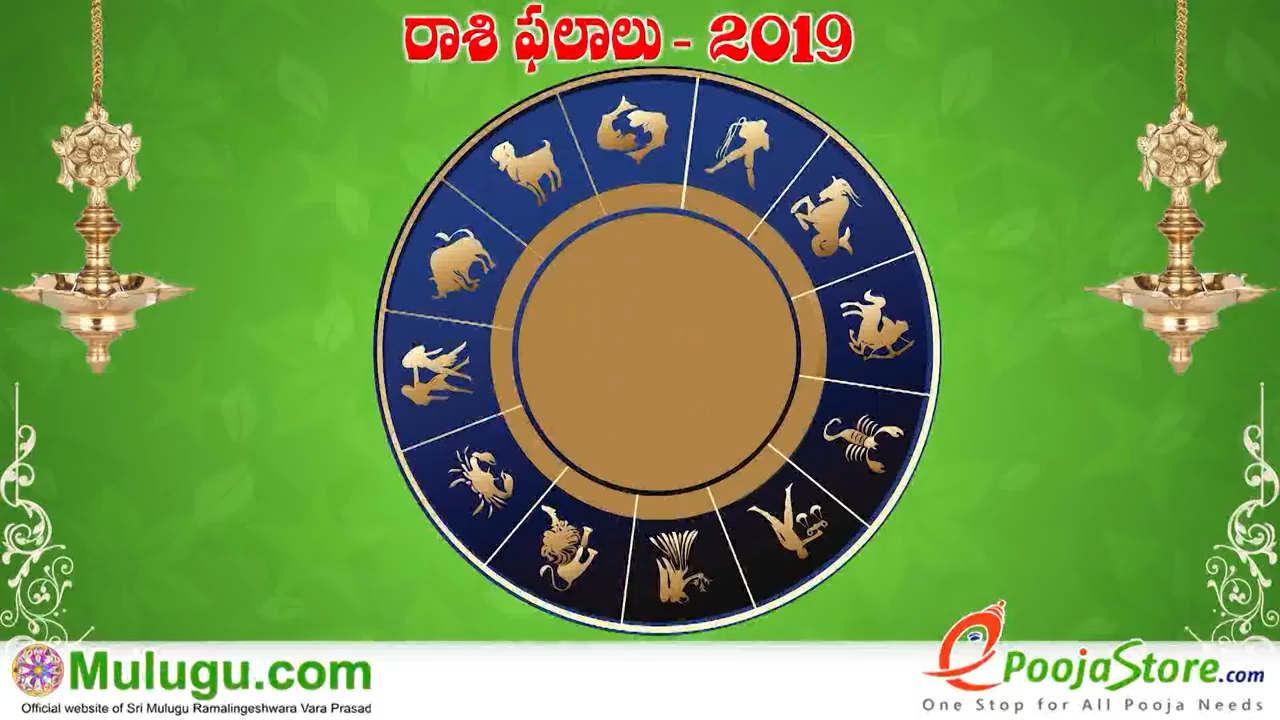 రాశి ఫలాలు - 2019
Mulugu.com
Official website of Sri Mulugu Ramalingeshwara Vara Prasad
ePoojaStore.com
One Stop for All Pooja Needs